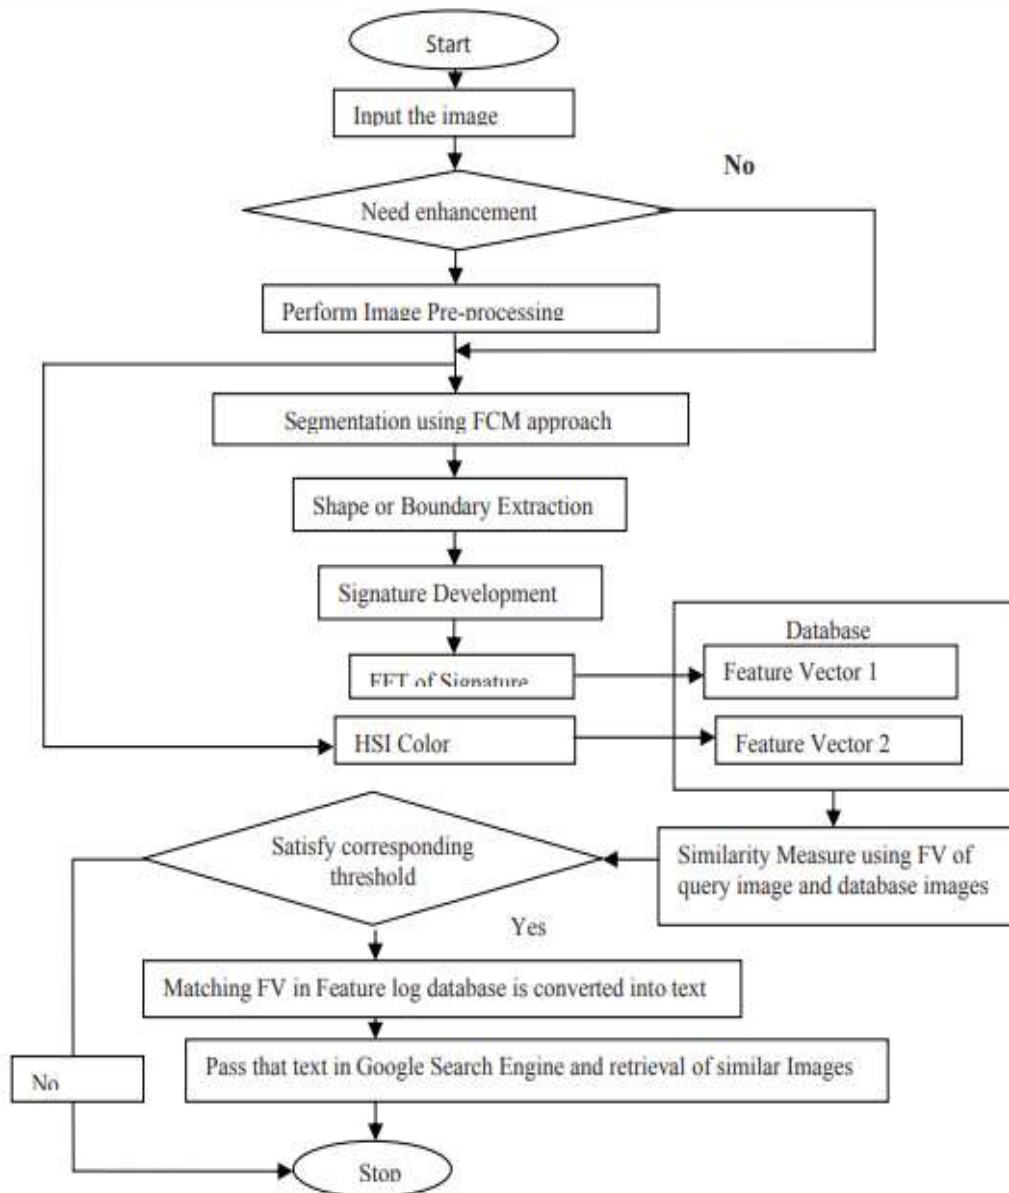 Start
Input the image
No
Need enhancement
Perform Image Pre-processing
Segmentation using FCM approach
Shape or Boundary Extraction
Signature Development
Database
FFT of Signature
Feature Vector 1
HSI Color
Feature Vector 2
Satisfy corresponding
threshold
Similarity Measure using FV of
query image and database images
Yes
Matching FV in Feature log database is converted into text
Pass that text in Google Search Engine and retrieval of similar Images
No
Stop